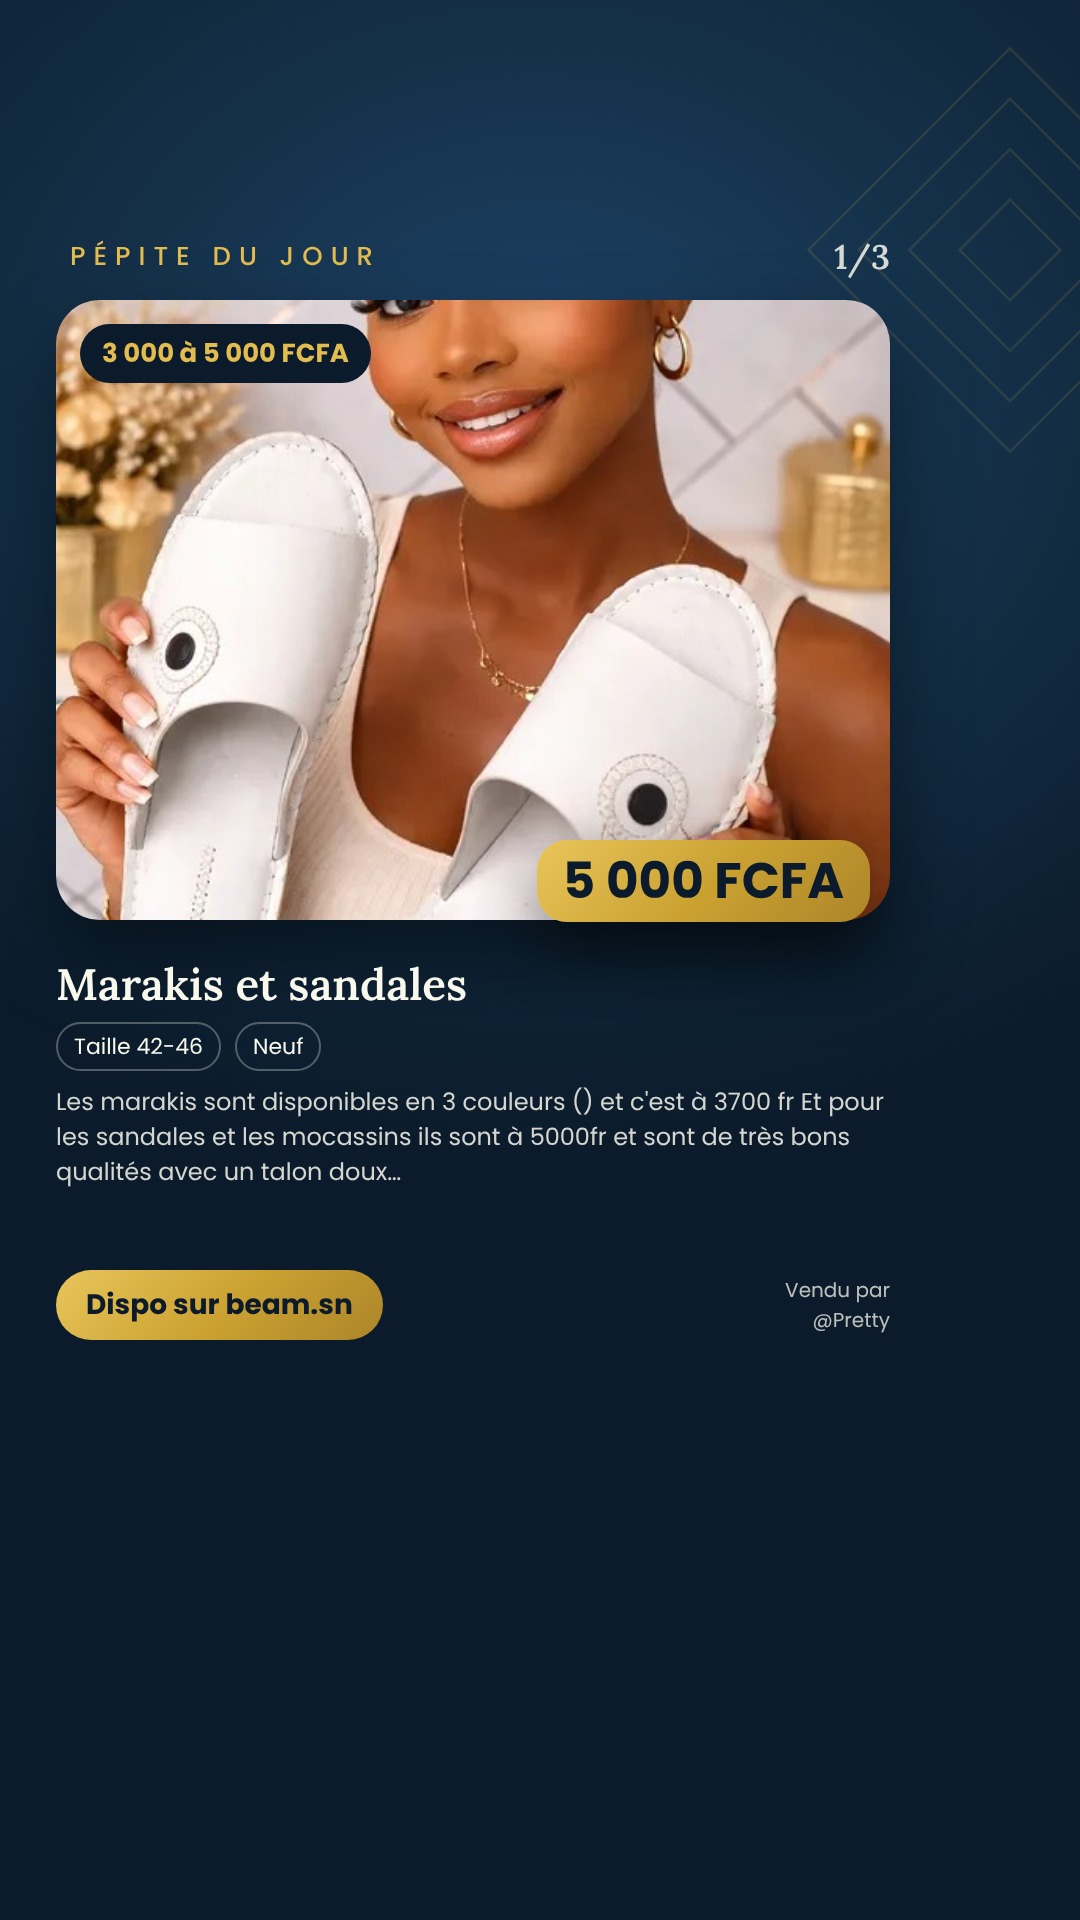 PÉPITE DU JOUR
1/3
3 000 à 5 000 FCFA
5 000 FCFA
Marakis et sandales
Taille 42-46
Neuf
Les marakis sont disponibles en 3 couleurs () et c'est à 3700 fr Et pour
les sandales et les mocassins ils sont à 5000fr et sont de très bons
qualités avec un talon doux...
Dispo sur beam.sn
Vendu par
@Pretty